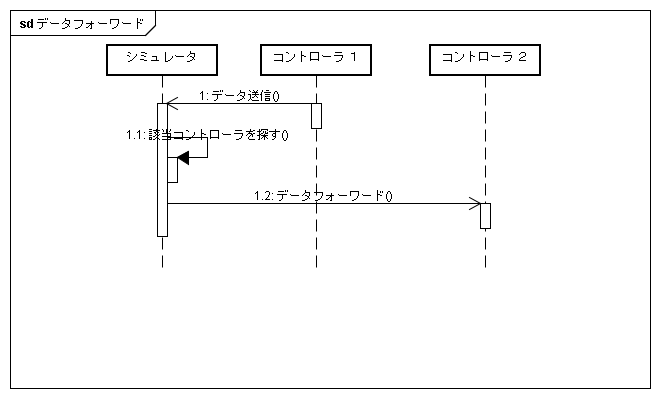 sd データフォーワード
シミュレータ
コントローラ 1
コントローラ 2
1: データ送信()
1.1: 該当コントローラを探す()
1.2: データフォーワード()